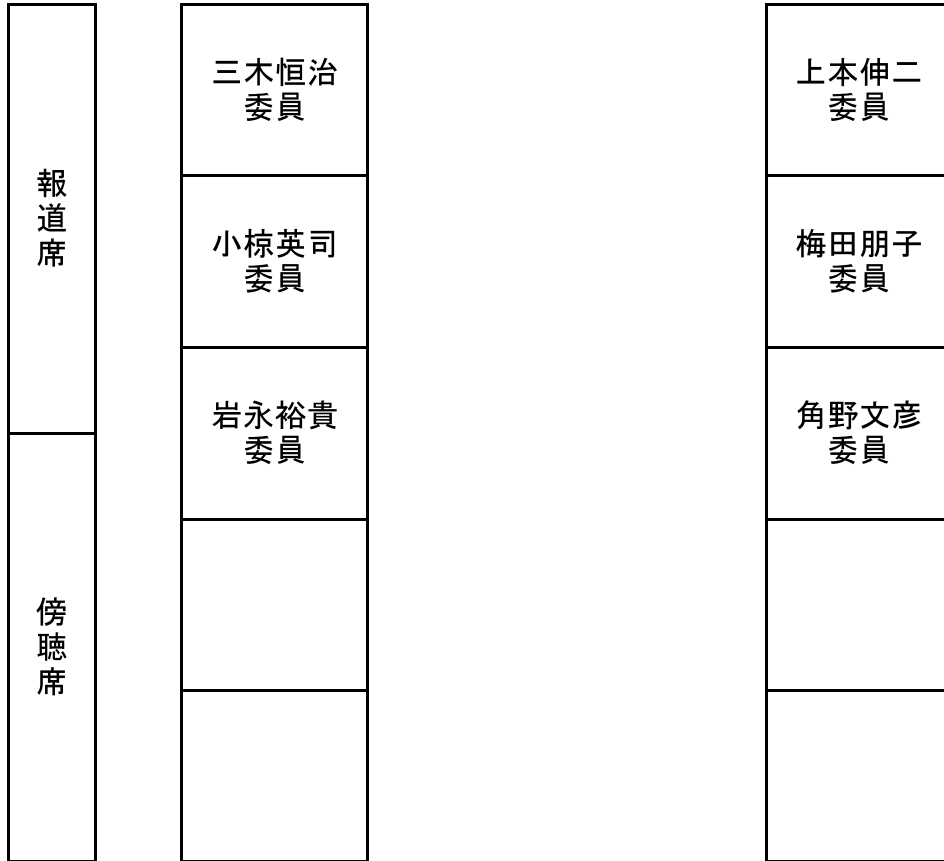 報道席
傍聴席
三木恒治
委員
小椋英司
委員
岩永裕貴
委員
上本伸二
委員
梅田朋子
委員
角野文彦
委員